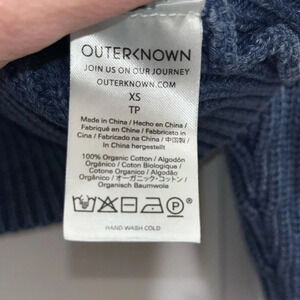 OUTERKNOWN
JOIN US ON OUR JOURNEY
OUTERKNOWN.COM
XS
TP
Made in China / Hecho en China /
Fabriqué en China / Fabbricato in
Cina / Fabricado na China / 中国製 /
In China hergestellt
100% Organic Cotton / Algodón
Orgánico / Coton Biologique /
Cotone Organico / Algodão
Orgânico / オーガニック・コットン /
Organisch Baumwolle
P
HAND WASH COLD